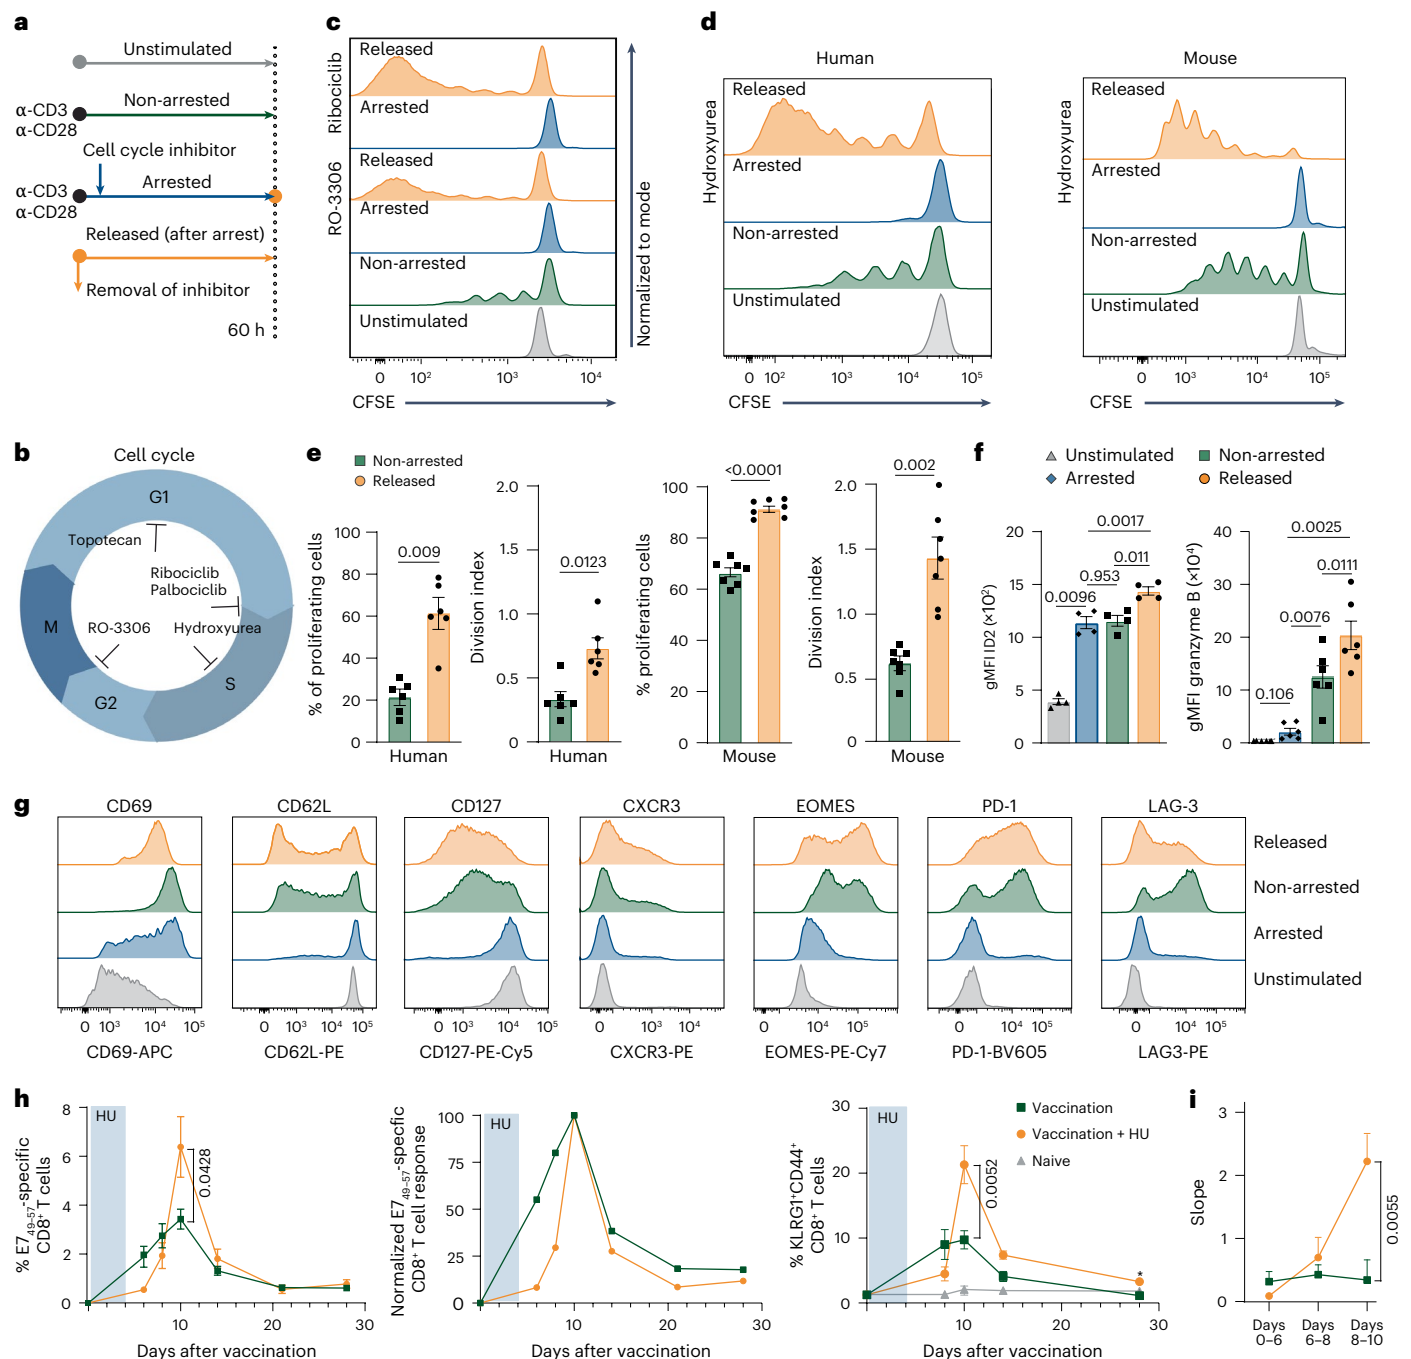 a
Unstimulated
Non-arrested
α-CD3
α-CD28
Cell cycle inhibitor
Arrested
α-CD3
α-CD28
Released (after arrest)
Removal of inhibitor
60 h
b
Cell cycle
G1
Topotecan
Ribociclib
Palbociclib
M
RO-3306
Hydroxyurea
S
G2
c
Ribociclib
RO-3306
Released
Arrested
Released
Arrested
Non-arrested
Unstimulated
Normalized to mode
0 10² 10³ 10⁴
CFSE
d
Human
Hydroxyurea
Released
Arrested
Non-arrested
Unstimulated
0 10² 10³ 10⁴ 10⁵
CFSE
Mouse
Hydroxyurea
Released
Arrested
Non-arrested
Unstimulated
0 10³ 10⁴ 10⁵
CFSE
e
Non-arrested
Released
% of proliferating cells
100
80
60
40
20
0
0.009
Human
Division index
2.0
1.5
1.0
0.5
0
0.0123
Human
% proliferating cells
100
80
60
40
20
0
<0.0001
Mouse
Division index
2.0
1.5
1.0
0.5
0
0.002
Mouse
f
Unstimulated
Non-arrested
Arrested
Released
gMFI ID2 (×10²)
20
15
10
5
0
0.0017
0.011
0.953
0.0096
gMFI granzyme B (×10⁴)
40
30
20
10
0
0.0025
0.0111
0.0076
0.106
g
CD69 CD62L CD127 CXCR3 EOMES PD-1 LAG-3
Released
Non-arrested
Arrested
Unstimulated
0 10³ 10⁴ 10⁵
0 10⁴ 10⁵
0 10³ 10⁴ 10⁵
0 10³ 10⁴
0 10⁴ 10⁵
0 10⁴ 10⁵
0 10⁴ 10⁵
CD69-APC CD62L-PE CD127-PE-Cy5 CXCR3-PE EOMES-PE-Cy7 PD-1-BV605 LAG3-PE
h
% E7₄₉₋₅₇-specific
CD8⁺ T cells
8
6
4
2
0
HU
0.0428
10 20 30
Days after vaccination
Normalized E7₄₉₋₅₇-specfic
CD8⁺ T cell response
100
75
50
25
0
HU
10 20 30
Days after vaccination
% KLRG1⁺CD44⁺
CD8⁺ T cells
30
20
10
0
HU
0.0052
*
10 20 30
Days after vaccination
Vaccination
Vaccination + HU
Naive
i
Slope
3
2
1
0
0.0055
Days Days Days
0–6 6–8 8–10